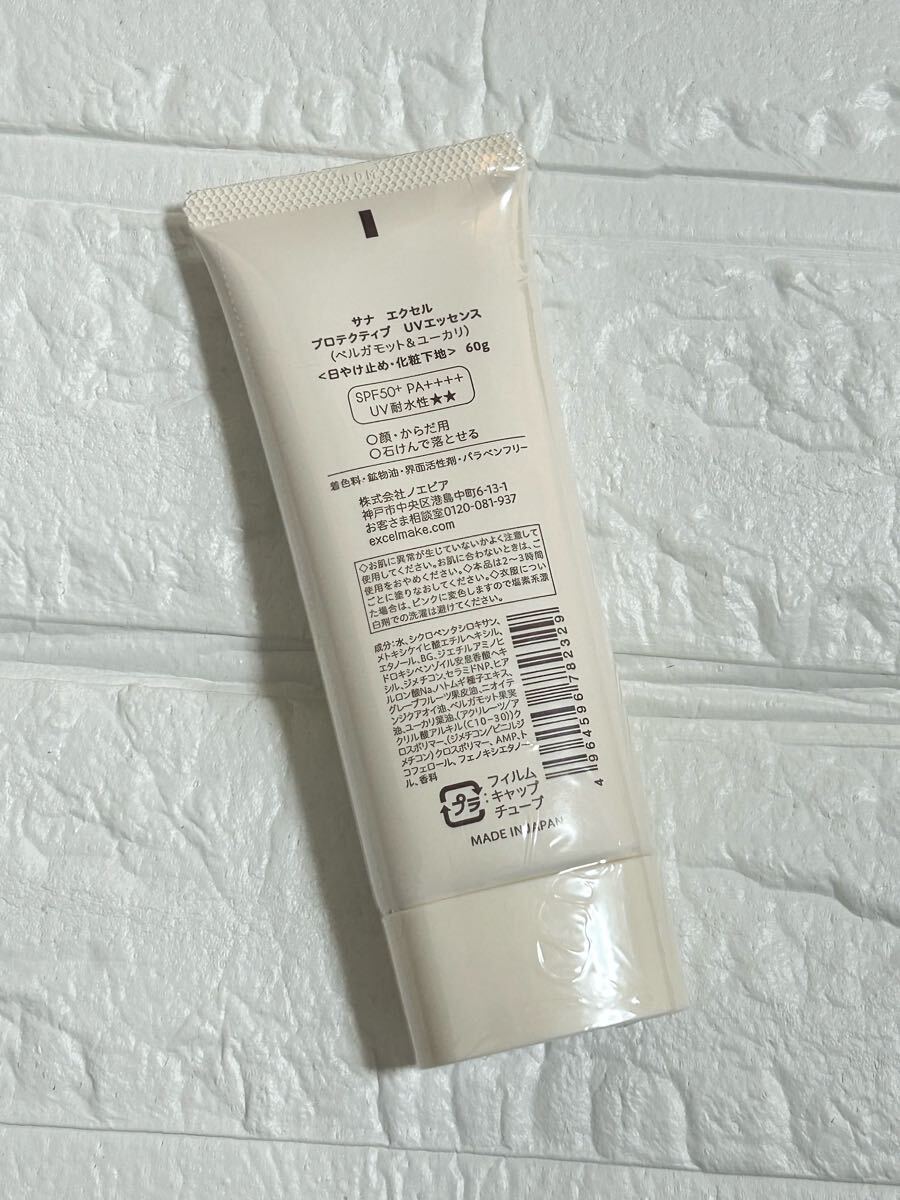 サナ エクセル
プロテクティブ UVエッセンス
(ベルガモット&ユーカリ)
<日やけ止め・化粧下地> 60g
SPF50+ PA++++
UV耐水性★★
○顔・からだ用
○石けんで落とせる
着色料・鉱物油・界面活性剤・パラベンフリー
株式会社ノエビア
神戸市中央区港島中町6-13-1
お客さま相談室0120-081-937
excelmake.com
◇お肌に異常が生じていないかよく注意して
使用してください。お肌に合わないときは、ご
使用をおやめください。◇本品は2~3時間
ごとに塗りなおしてください。◇衣服につい
た場合は、ピンクに変色しますので塩素系漂
白剤での洗濯は避けてください。
成分:水、シクロペンタシロキサン、
メトキシケイヒ酸エチルヘキシル、
エタノール、BG、ジエチルアミノヒ
ドロキシベンゾイル安息香酸ヘキ
シル、ジメチコン、セラミドNP、ヒア
ルロン酸Na、ハトムギ種子エキス、
グレープフルーツ果皮油、ニオイテ
ンジクアオイ油、ベルガモット果実
油、ユーカリ葉油、(アクリレーツ/ア
クリル酸アルキル(C10-30))ク
ロスポリマー、(ジメチコン/ビニルジ
メチコン)クロスポリマー、AMP、ト
コフェロール、フェノキシエタノー
ル、香料
4964596782329
プラ:フィルム
キャップ
チューブ
MADE IN JAPAN